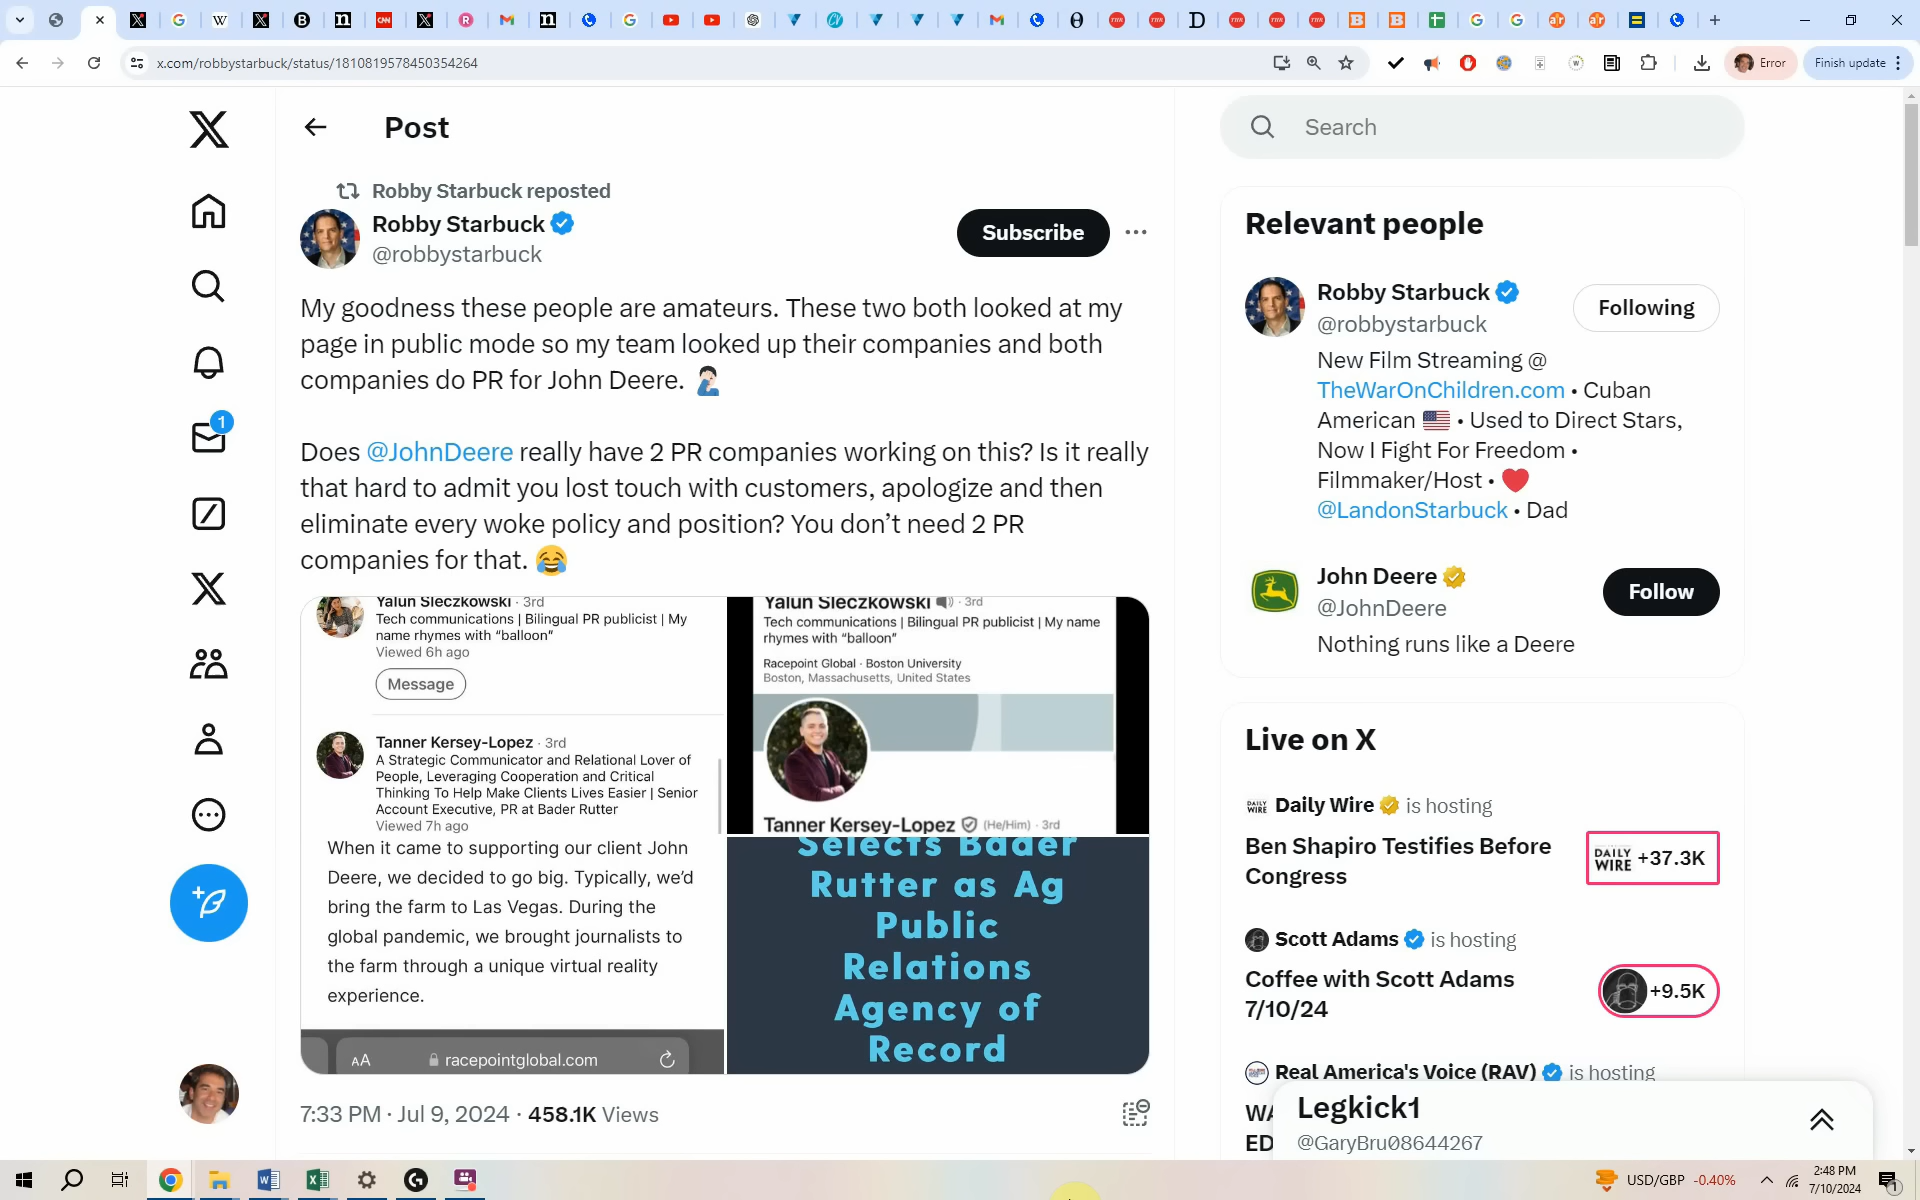 x.com/robbystarbuck/status/1810819578450354264
Error
Finish update
Post
Robby Starbuck reposted
Robby Starbuck
@robbystarbuck
Subscribe
My goodness these people are amateurs. These two both looked at my
page in public mode so my team looked up their companies and both
companies do PR for John Deere.
Does @JohnDeere really have 2 PR companies working on this? Is it really
that hard to admit you lost touch with customers, apologize and then
eliminate every woke policy and position? You don’t need 2 PR
companies for that.
Yalun Sleczkowski · 3rd
Tech communications | Bilingual PR publicist | My
name rhymes with “balloon”
Viewed 6h ago
Message
Tanner Kersey-Lopez · 3rd
A Strategic Communicator and Relational Lover of
People, Leveraging Cooperation and Critical
Thinking To Help Make Clients Lives Easier | Senior
Account Executive, PR at Bader Rutter
Viewed 7h ago
Yalun Sleczkowski · 3rd
Tech communications | Bilingual PR publicist | My name
rhymes with “balloon”
Racepoint Global · Boston University
Boston, Massachusetts, United States
Tanner Kersey-Lopez (He/Him) · 3rd
When it came to supporting our client John
Deere, we decided to go big. Typically, we’d
bring the farm to Las Vegas. During the
global pandemic, we brought journalists to
the farm through a unique virtual reality
experience.
AA
racepointglobal.com
Selects Bader
Rutter as Ag
Public
Relations
Agency of
Record
7:33 PM · Jul 9, 2024 · 458.1K Views
1
Search
Relevant people
Robby Starbuck
@robbystarbuck
Following
New Film Streaming @
TheWarOnChildren.com • Cuban
American • Used to Direct Stars,
Now I Fight For Freedom •
Filmmaker/Host •
@LandonStarbuck • Dad
John Deere
@JohnDeere
Follow
Nothing runs like a Deere
Live on X
Daily Wire is hosting
Ben Shapiro Testifies Before
Congress
DAILY
WIRE
+37.3K
Scott Adams is hosting
Coffee with Scott Adams
7/10/24
+9.5K
Real America's Voice (RAV) is hosting
WA
ED
Legkick1
@GaryBru08644267
USD/GBP -0.40%
2:48 PM
7/10/2024
1